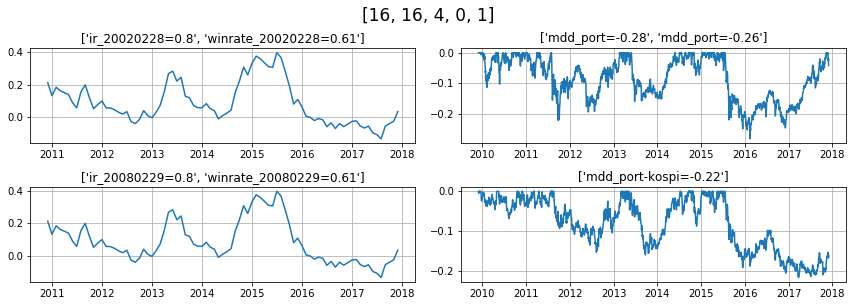 [16, 16, 4, 0, 1]
['ir_20020228=0.8', 'winrate_20020228=0.61']
0.4
0.2
0.0
2011 2012 2013 2014 2015 2016 2017 2018
['mdd_port=-0.28', 'mdd_port=-0.26']
0.0
−0.1
−0.2
2010 2011 2012 2013 2014 2015 2016 2017 2018
['ir_20080229=0.8', 'winrate_20080229=0.61']
0.4
0.2
0.0
2011 2012 2013 2014 2015 2016 2017 2018
['mdd_port-kospi=-0.22']
0.0
−0.1
−0.2
2010 2011 2012 2013 2014 2015 2016 2017 2018